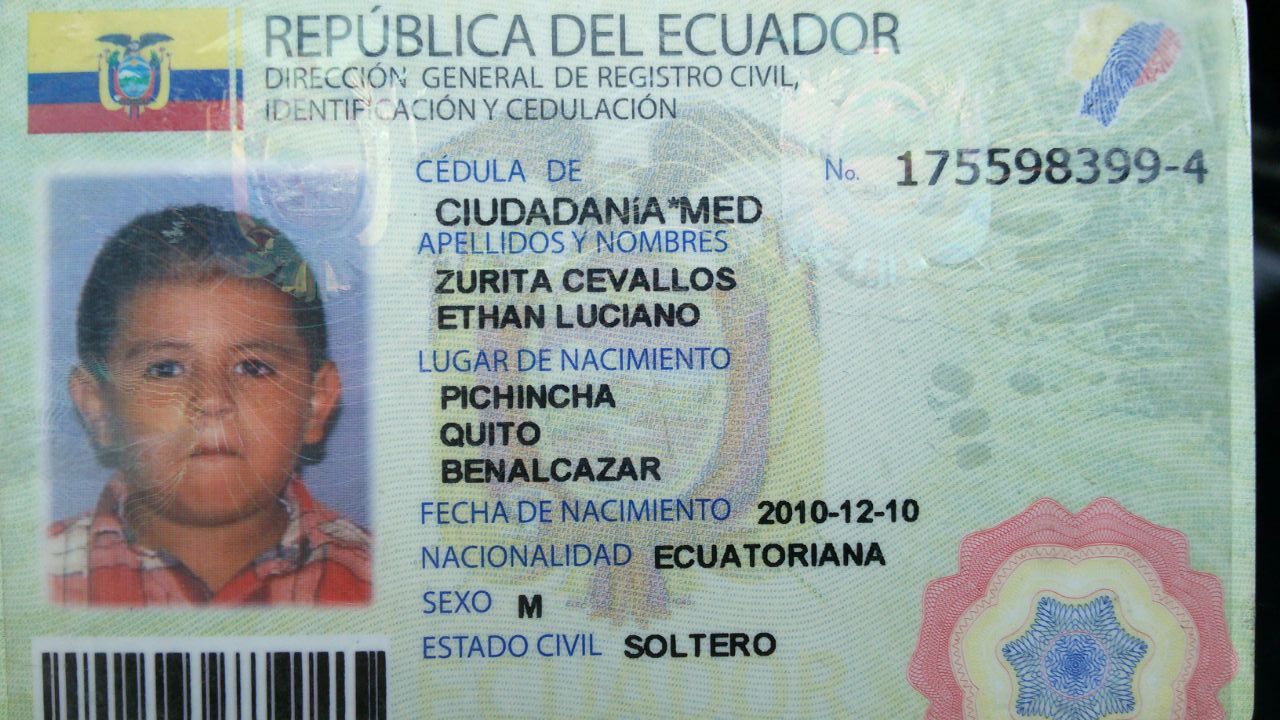 REPÚBLICA DEL ECUADOR
DIRECCIÓN GENERAL DE REGISTRO CIVIL,
IDENTIFICACIÓN Y CEDULACIÓN
CÉDULA DE No. 175598399-4
CIUDADANíA*MED
APELLIDOS Y NOMBRES
ZURITA CEVALLOS
ETHAN LUCIANO
LUGAR DE NACIMIENTO
PICHINCHA
QUITO
BENALCAZAR
FECHA DE NACIMIENTO 2010-12-10
NACIONALIDAD ECUATORIANA
SEXO M
ESTADO CIVIL SOLTERO
ECUADOR